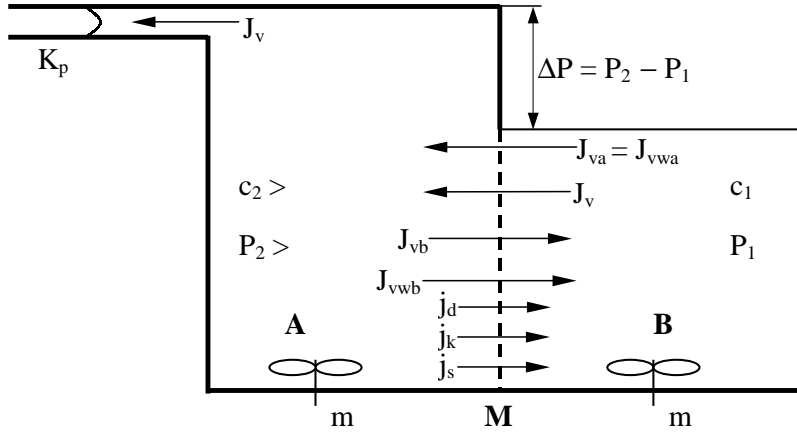 J_v
K_p
ΔP = P_2 − P_1
J_va = J_vwa
c_2 >
J_v
c_1
P_2 >
J_vb
P_1
J_vwb
j_d
A
j_k
B
j_s
m
M
m